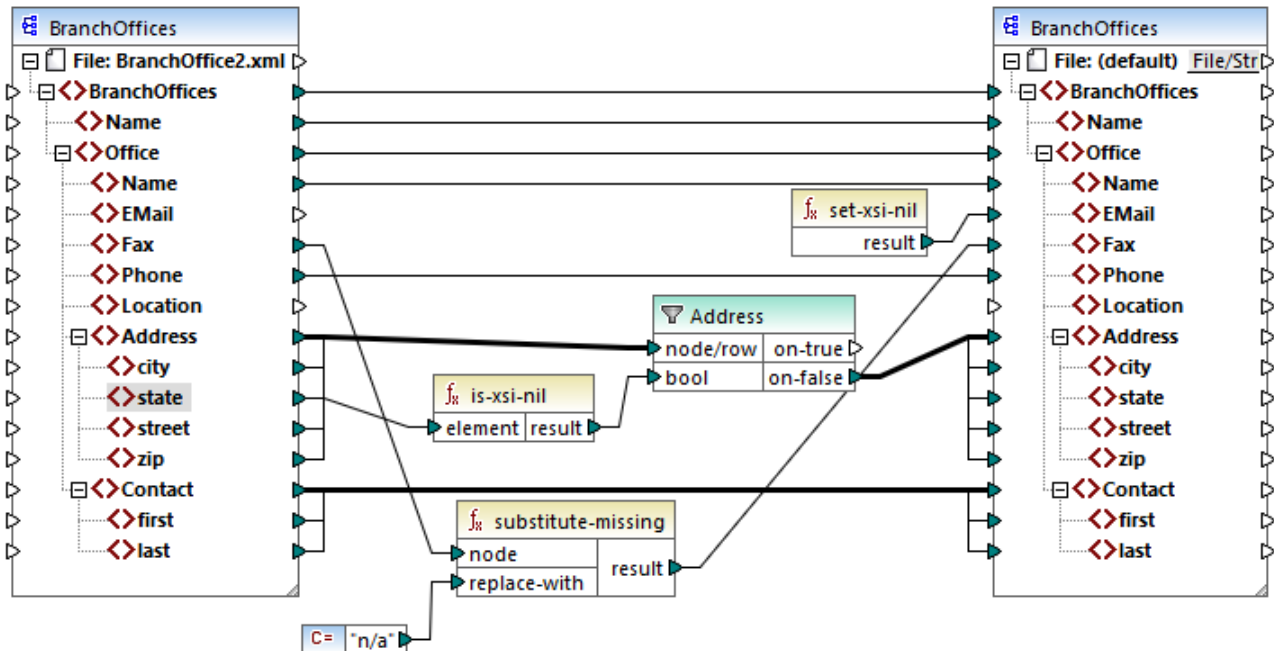 BranchOffices
File: BranchOffice2.xml
BranchOffices
Name
Office
Name
EMail
Fax
Phone
Location
Address
city
state
street
zip
Contact
first
last
set-xsi-nil
result
Address
node/row on-true
bool on-false
is-xsi-nil
element result
substitute-missing
node
replace-with
result
C= "n/a"
BranchOffices
File: (default) File/Str
BranchOffices
Name
Office
Name
EMail
Fax
Phone
Location
Address
city
state
street
zip
Contact
first
last